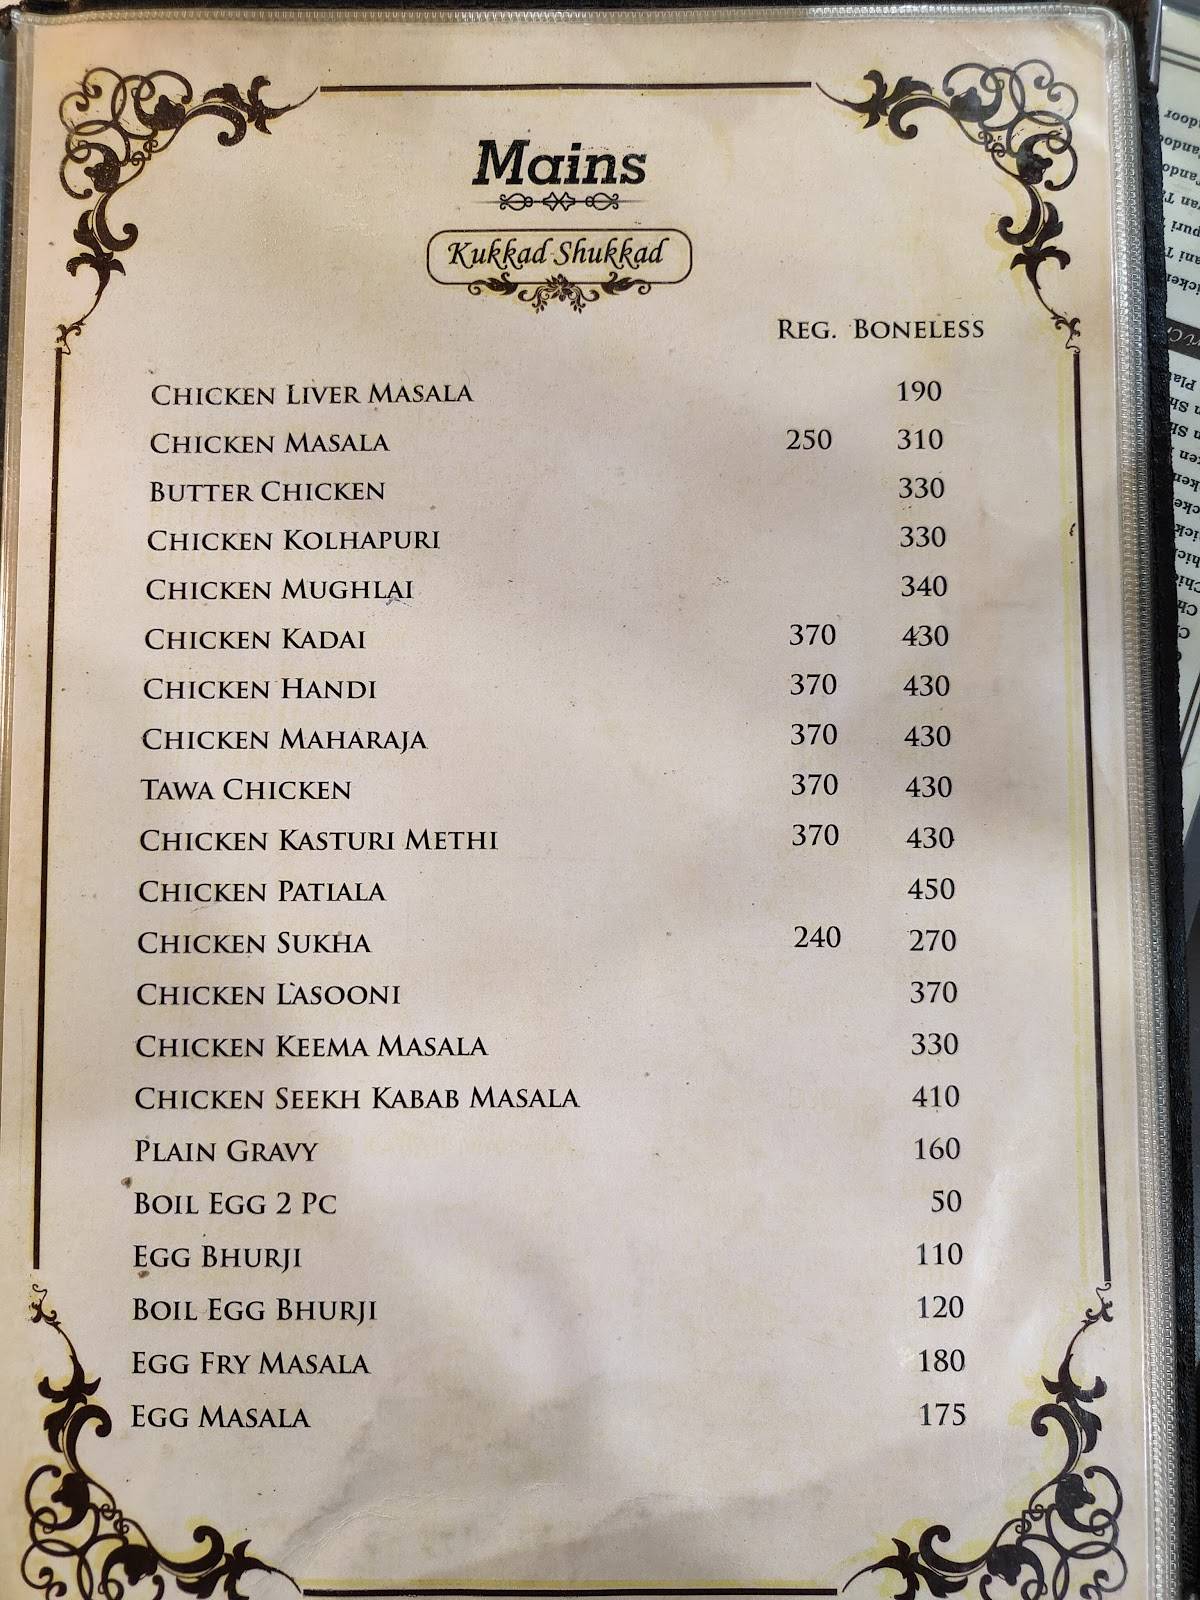 Mains
Kukkad Shukkad
REG. BONELESS
CHICKEN LIVER MASALA 190
CHICKEN MASALA 250 310
BUTTER CHICKEN 330
CHICKEN KOLHAPURI 330
CHICKEN MUGHLAI 340
CHICKEN KADAI 370 430
CHICKEN HANDI 370 430
CHICKEN MAHARAJA 370 430
TAWA CHICKEN 370 430
CHICKEN KASTURI METHI 370 430
CHICKEN PATIALA 450
CHICKEN SUKHA 240 270
CHICKEN LASOONI 370
CHICKEN KEEMA MASALA 330
CHICKEN SEEKH KABAB MASALA 410
PLAIN GRAVY 160
BOIL EGG 2 PC 50
EGG BHURJI 110
BOIL EGG BHURJI 120
EGG FRY MASALA 180
EGG MASALA 175